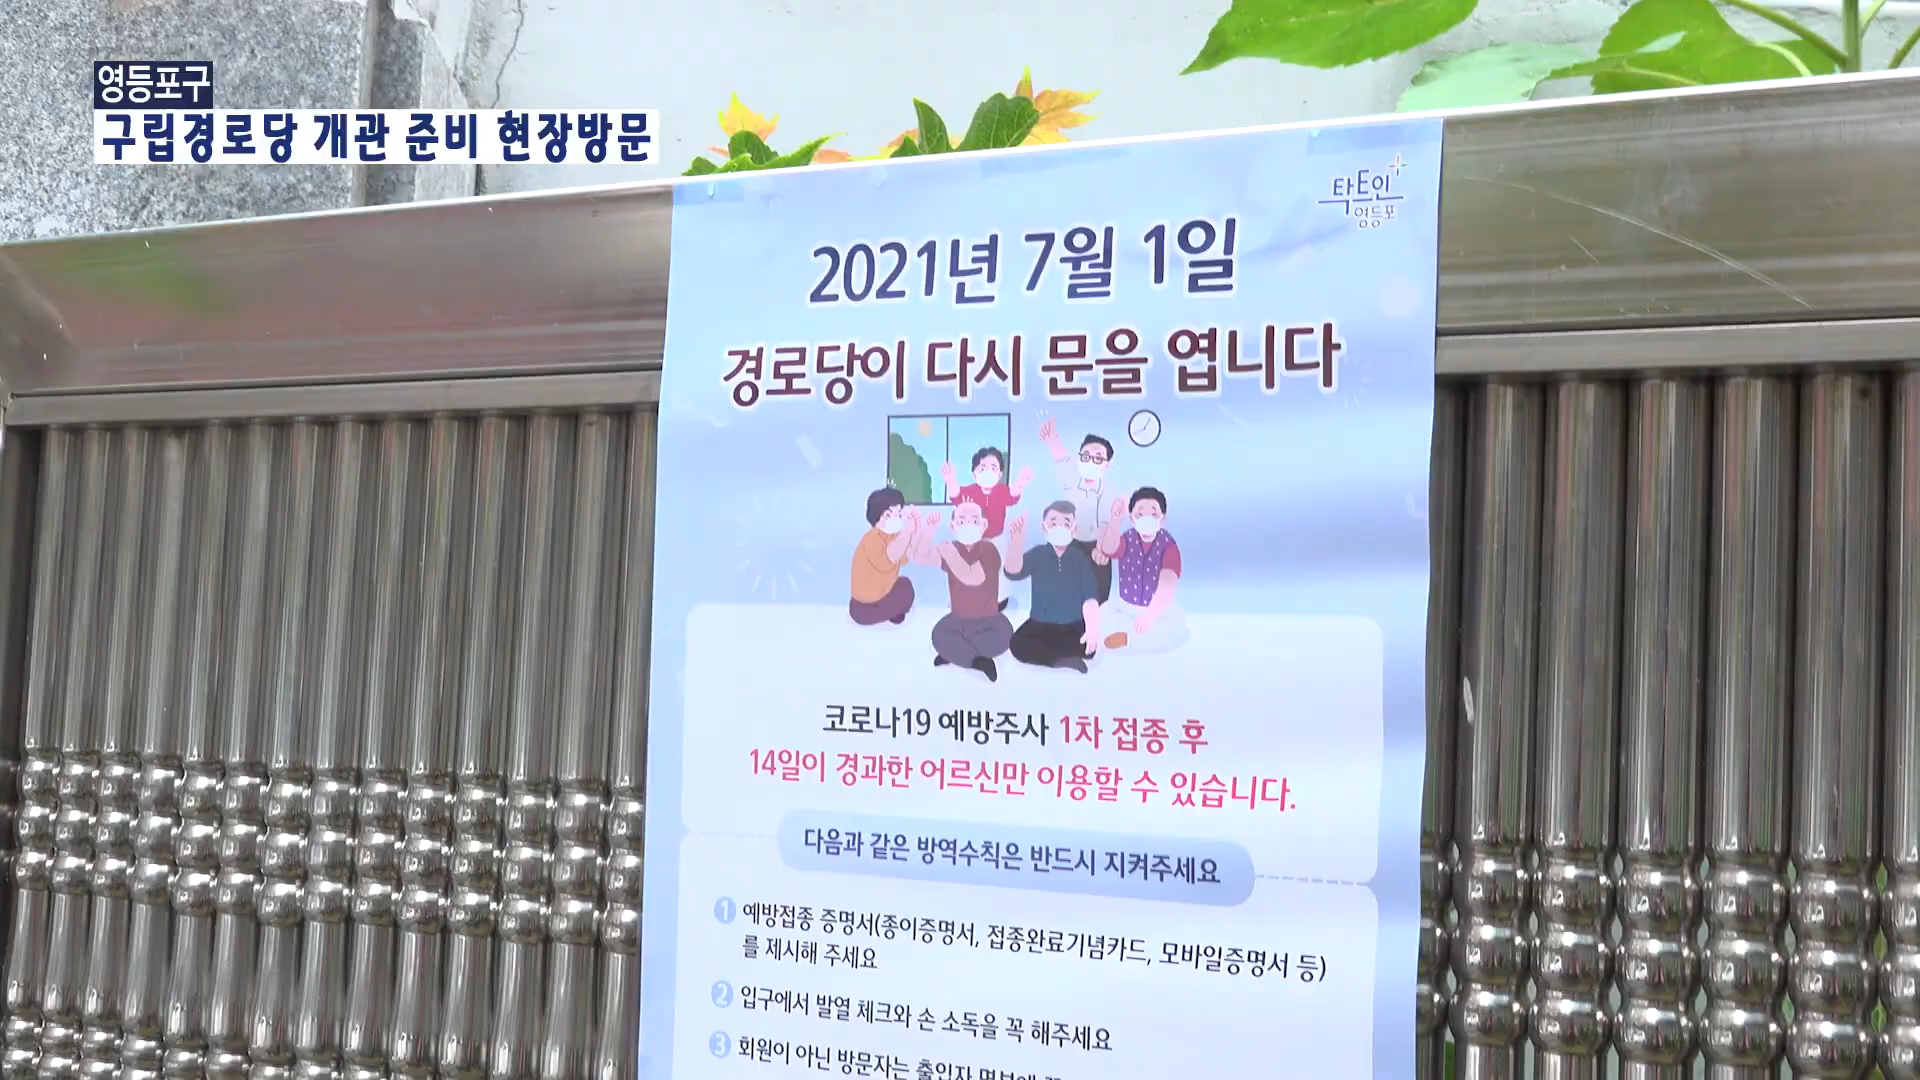 영등포구
구립경로당 개관 준비 현장방문
탁트인
영등포
2021년 7월 1일
경로당이 다시 문을 엽니다
코로나19 예방주사 1차 접종 후
14일이 경과한 어르신만 이용할 수 있습니다.
다음과 같은 방역수칙은 반드시 지켜주세요
1 예방접종 증명서(종이증명서, 접종완료기념카드, 모바일증명서 등)
를 제시해 주세요
2 입구에서 발열 체크와 손 소독을 꼭 해주세요
3 회원이 아닌 방문자는 출입자 명부에